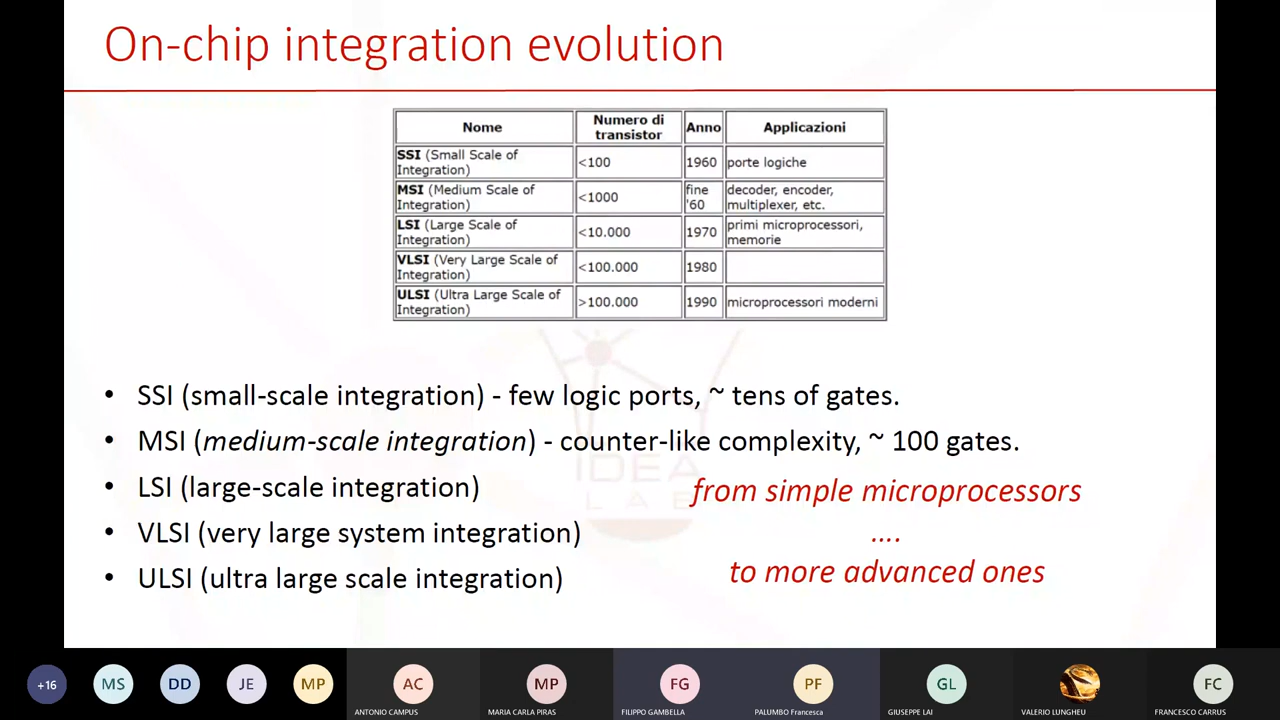 On-chip integration evolution
Nome
Numero di
transistor
Anno
Applicazioni
SSI (Small Scale of
Integration)
<100
1960
porte logiche
MSI (Medium Scale of
Integration)
<1000
fine
'60
decoder, encoder,
multiplexer, etc.
LSI (Large Scale of
Integration)
<10.000
1970
primi microprocessori,
memorie
VLSI (Very Large Scale of
Integration)
<100.000
1980
ULSI (Ultra Large Scale of
Integration)
>100.000
1990
microprocessori moderni
• SSI (small-scale integration) - few logic ports, ~ tens of gates.
• MSI (medium-scale integration) - counter-like complexity, ~ 100 gates.
• LSI (large-scale integration)
• VLSI (very large system integration)
• ULSI (ultra large scale integration)
from simple microprocessors
....
to more advanced ones
IDEA
LAB
+16
MS
DD
JE
MP
AC
ANTONIO CAMPUS
MP
MARIA CARLA PIRAS
FG
FILIPPO GAMBELLA
PF
PALUMBO Francesca
GL
GIUSEPPE LAI
VALERIO LUNGHEU
FC
FRANCESCO CARRUS